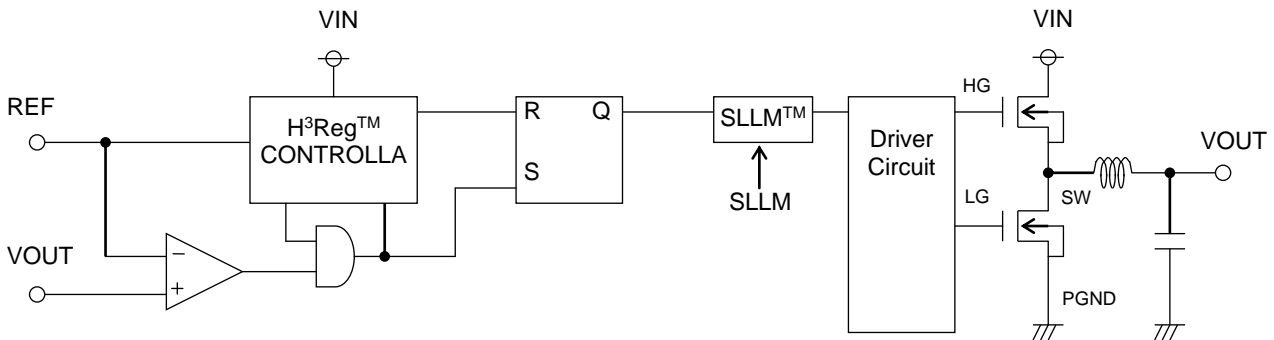 VIN
VIN
REF
H³Reg™
CONTROLLA
R
Q
S
SLLM™
SLLM
Driver
Circuit
HG
LG
SW
VOUT
VOUT
−
+
PGND